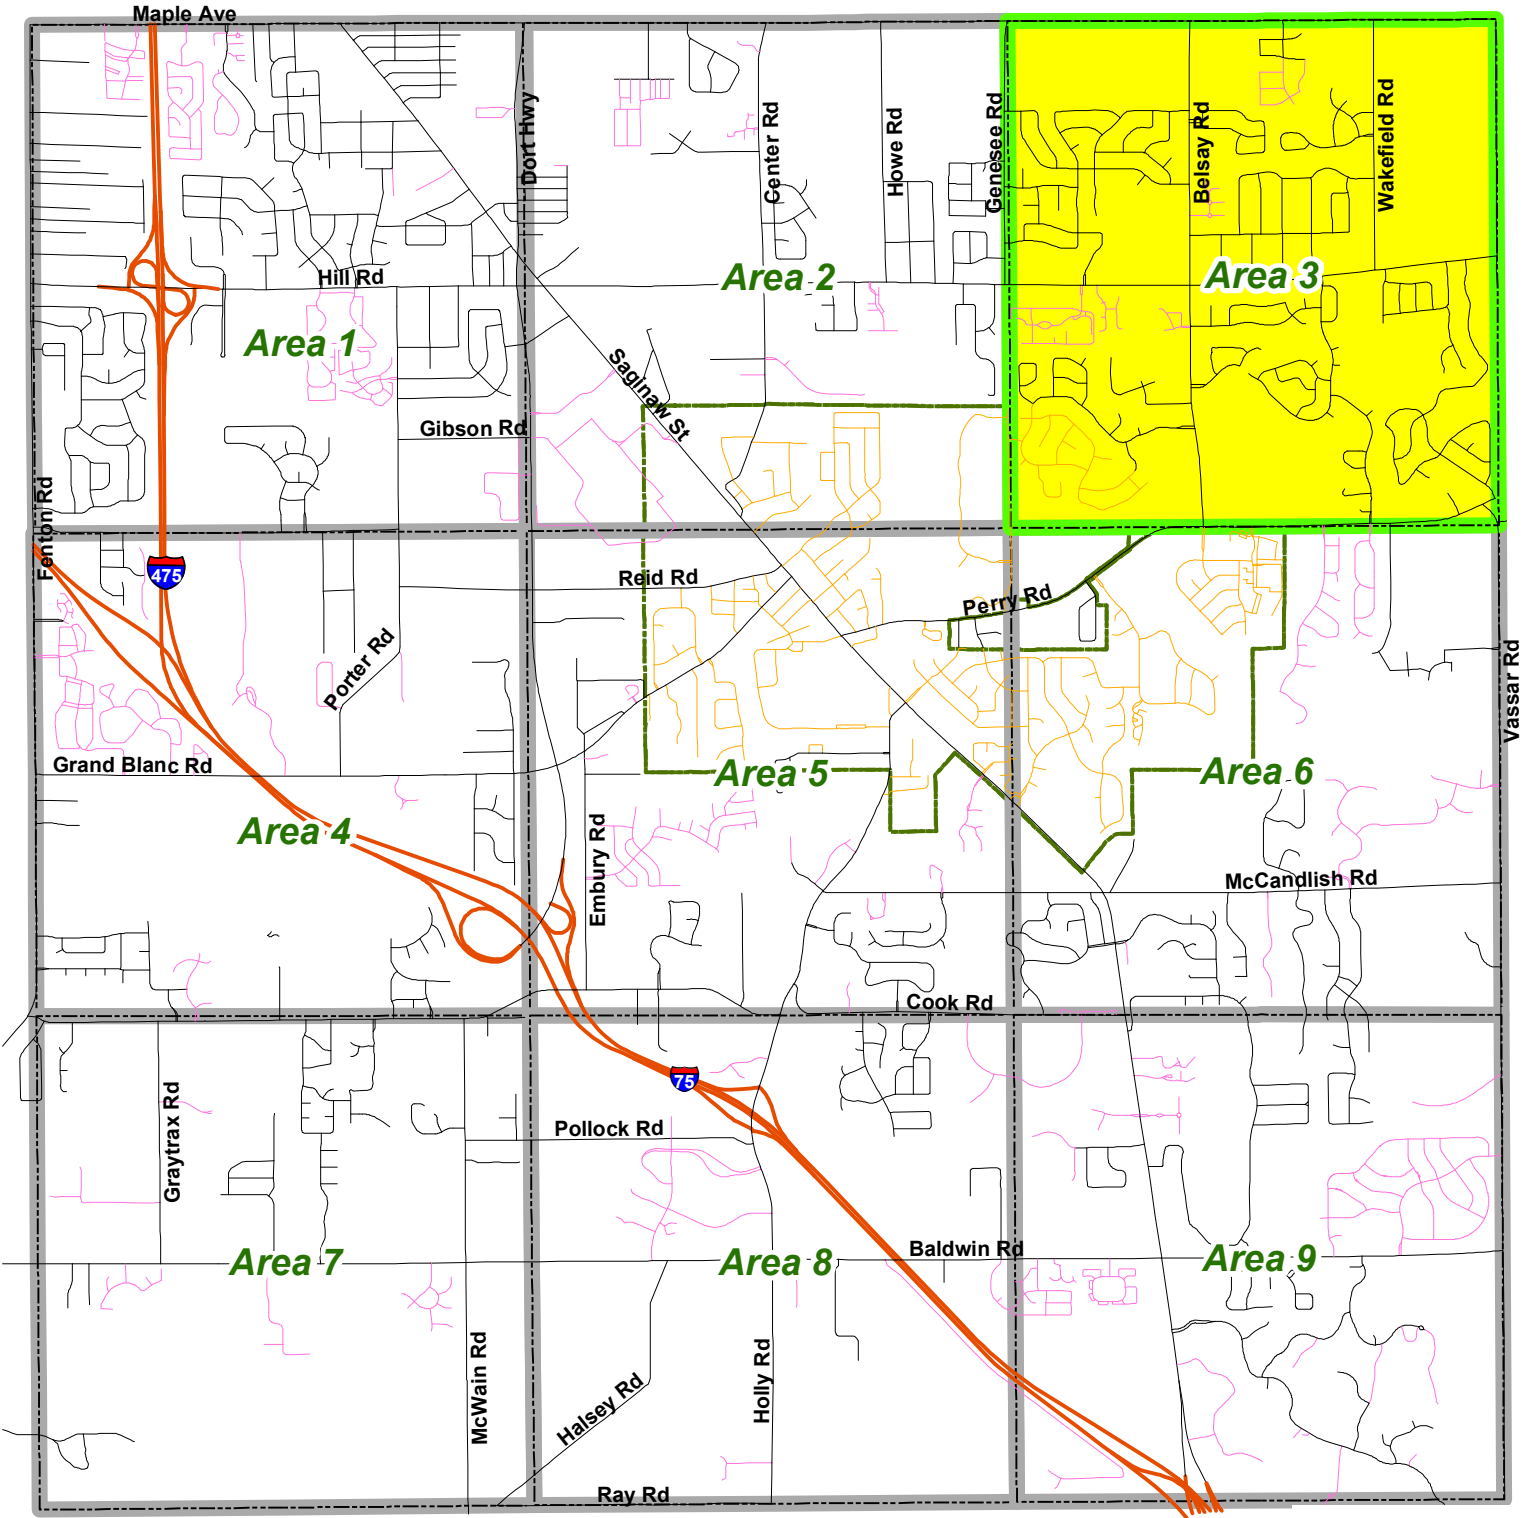 Maple Ave
Dort Hwy
Center Rd
Howe Rd
Genesee Rd
Belsay Rd
Wakefield Rd
Hill Rd
Area 1
Area 2
Area 3
Saginaw St
Gibson Rd
Fenton Rd
475
Reid Rd
Perry Rd
Porter Rd
Vassar Rd
Grand Blanc Rd
Area 4
Area 5
Area 6
Embury Rd
McCandlish Rd
Cook Rd
75
Graytrax Rd
Pollock Rd
Baldwin Rd
Area 7
Area 8
Area 9
McWain Rd
Halsey Rd
Holly Rd
Ray Rd